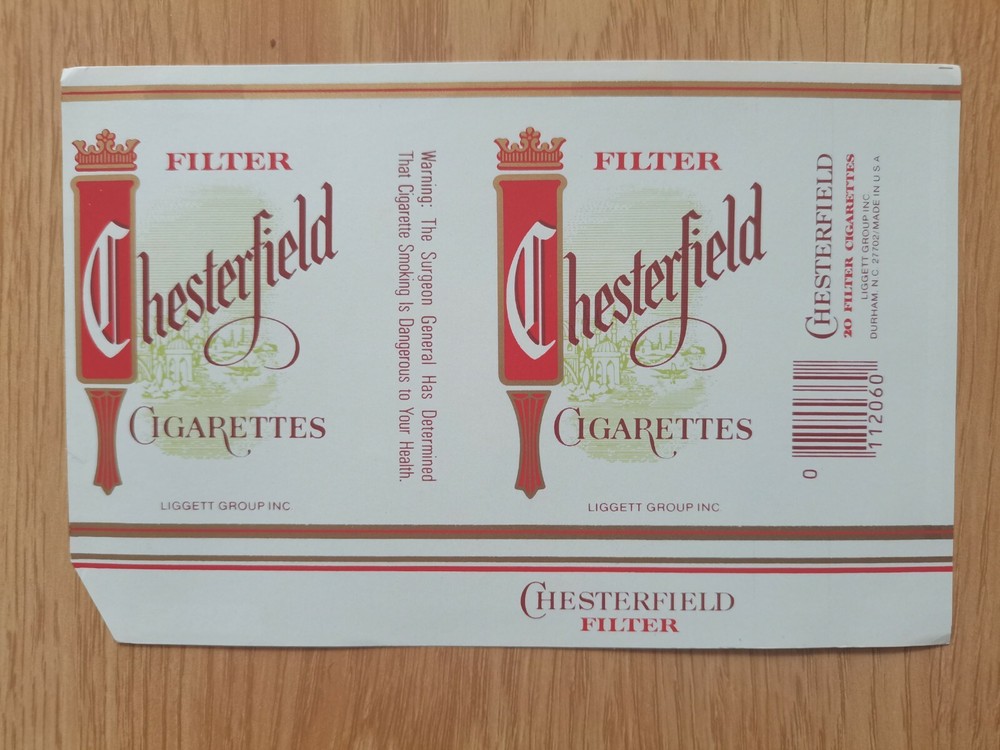 FILTER
Chesterfield
CIGARETTES
LIGGETT GROUP INC.
Warning: The Surgeon General Has Determined
That Cigarette Smoking Is Dangerous to Your Health.
FILTER
Chesterfield
CIGARETTES
LIGGETT GROUP INC.
CHESTERFIELD
20 FILTER CIGARETTES
LIGGETT GROUP INC.
DURHAM, N.C. 27702/MADE IN U S A
0 112060
CHESTERFIELD
FILTER